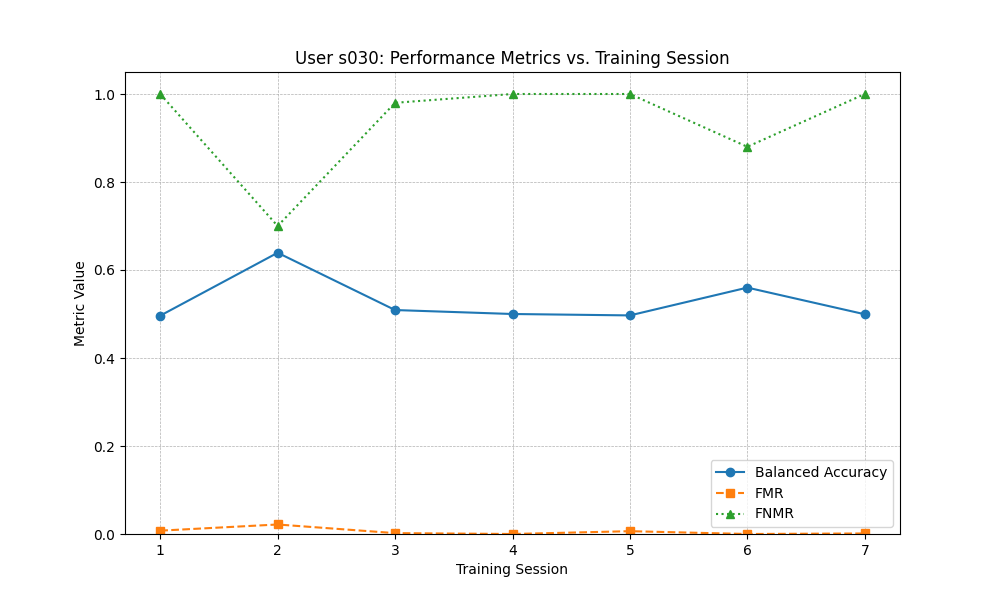 User s030: Performance Metrics vs. Training Session
Metric Value
1.0
0.8
0.6
0.4
0.2
0.0
Balanced Accuracy
FMR
FNMR
1 2 3 4 5 6 7
Training Session